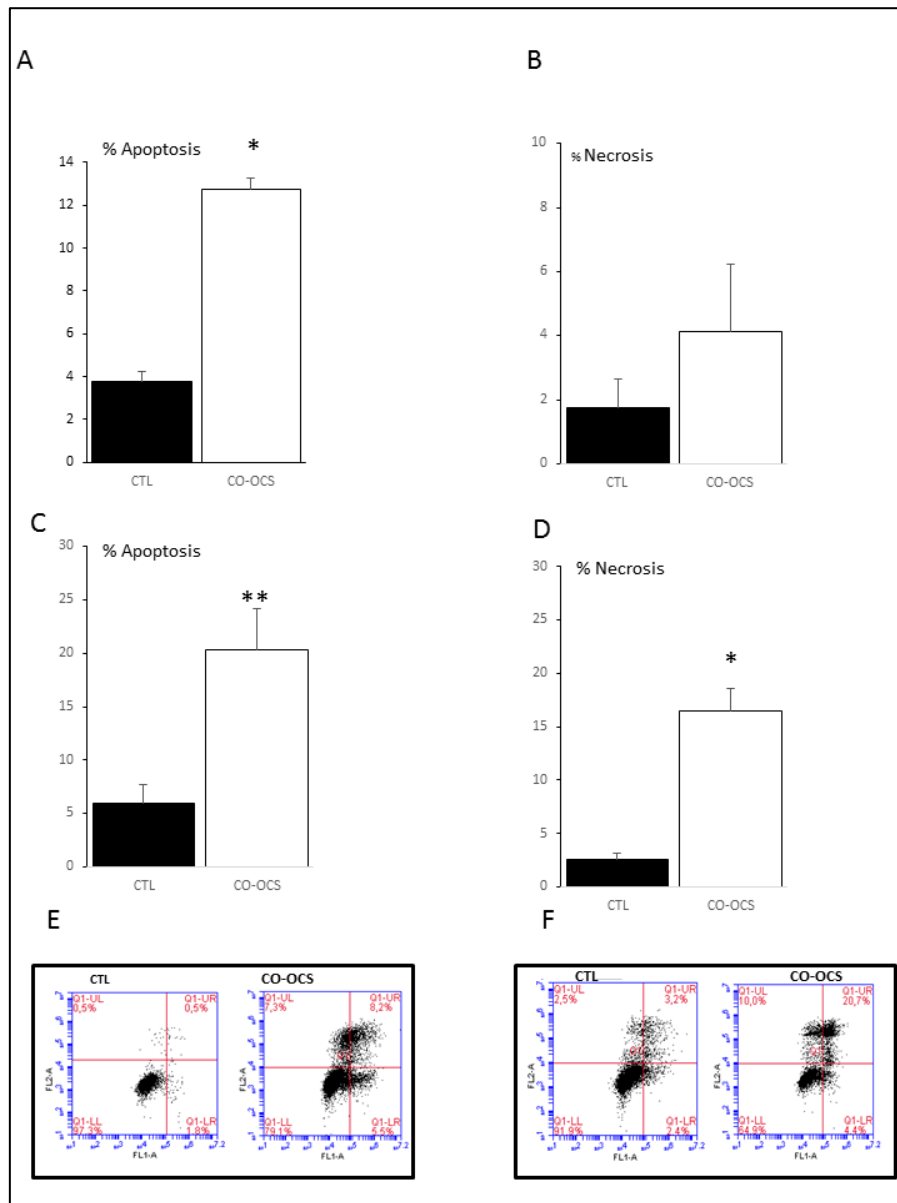 A
% Apoptosis
*
14
12
10
8
6
4
2
0
CTL
CO-OCS
B
% Necrosis
10
8
6
4
2
0
CTL
CO-OCS
C
% Apoptosis
**
30
25
20
15
10
5
0
CTL
CO-OCS
D
% Necrosis
*
30
25
20
15
10
5
0
CTL
CO-OCS
E
CTL
Q1-UL
0,5%
Q1-UR
0,5%
Q1-LL
97,3%
Q1-LR
1,8%
FL2-A
FL1-A
CO-OCS
Q1-UL
7,3%
Q1-UR
8,2%
Q1-LL
79,1%
Q1-LR
5,5%
FL2-A
FL1-A
F
CTL
Q1-UL
2,5%
Q1-UR
3,2%
Q1-LL
91,9%
Q1-LR
2,4%
FL2-A
FL1-A
CO-OCS
Q1-UL
10,0%
Q1-UR
20,7%
Q1-LL
64,9%
Q1-LR
4,4%
FL2-A
FL1-A